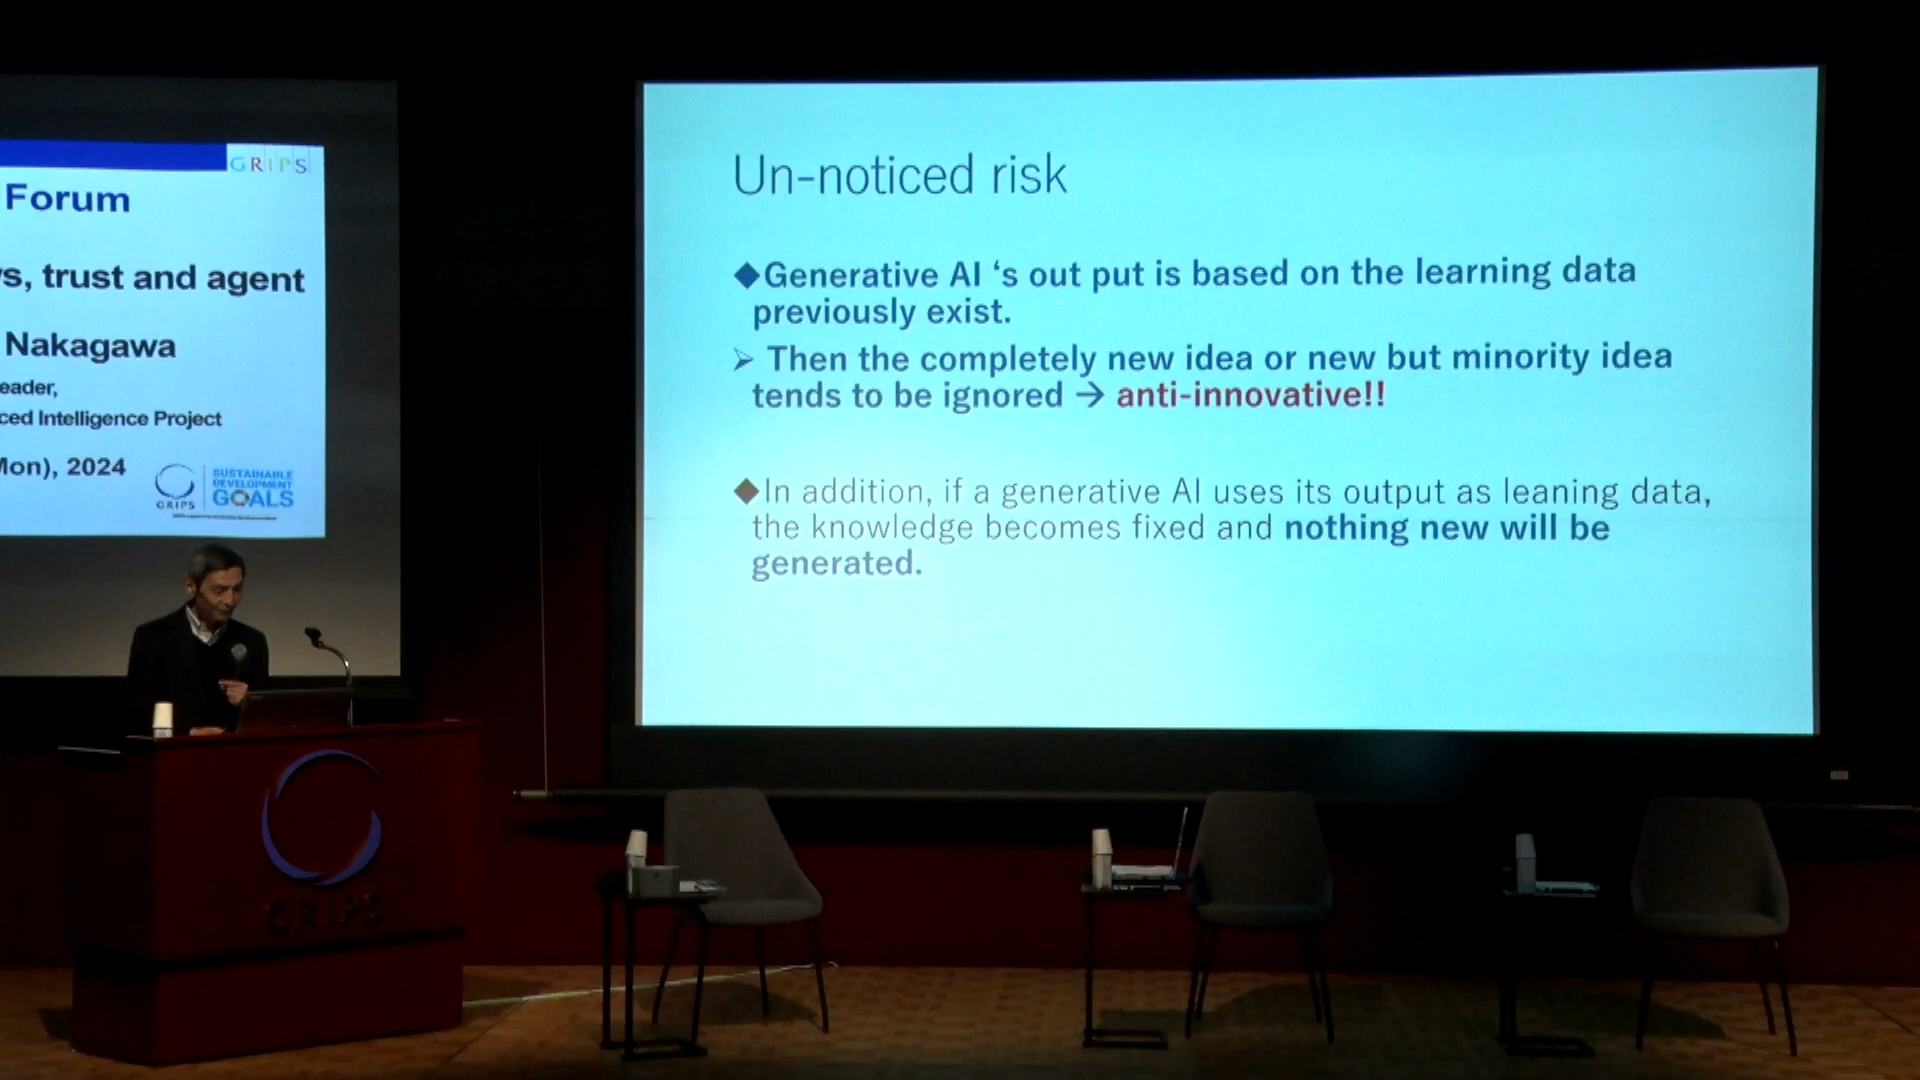 GRIPS
Forum
s, trust and agent
Nakagawa
eader,
ced Intelligence Project
on), 2024
GRIPS
SUSTAINABLE
DEVELOPMENT
GOALS
Un-noticed risk
◆Generative AI ‘s out put is based on the learning data
previously exist.
➢ Then the completely new idea or new but minority idea
tends to be ignored → anti-innovative!!
◆In addition, if a generative AI uses its output as leaning data,
the knowledge becomes fixed and nothing new will be
generated.
GRIPS